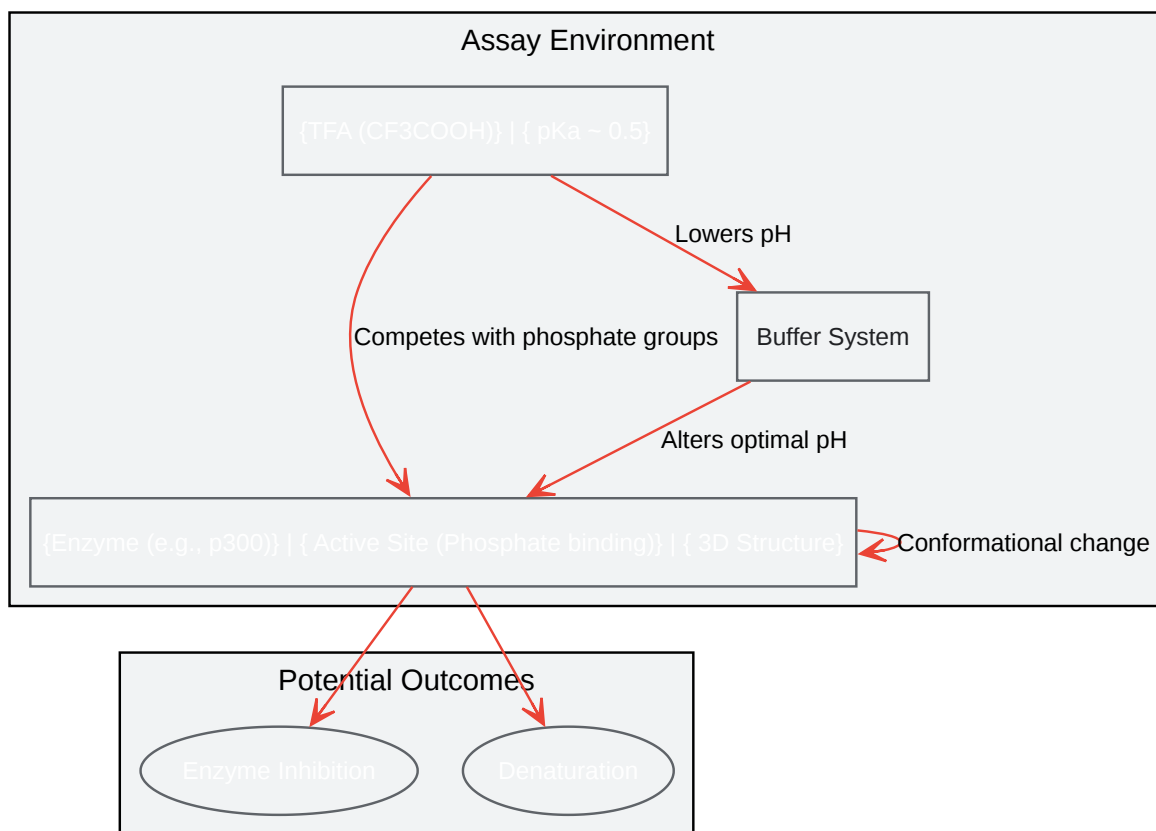 Assay Environment
{TFA (CF3COOH)} | { pKa ~ 0.5}
Lowers pH
Competes with phosphate groups
Buffer System
Alters optimal pH
{Enzyme (e.g., p300)} | { Active Site (Phosphate binding)} | { 3D Structure}
Conformational change
Potential Outcomes
Enzyme Inhibition
Denaturation